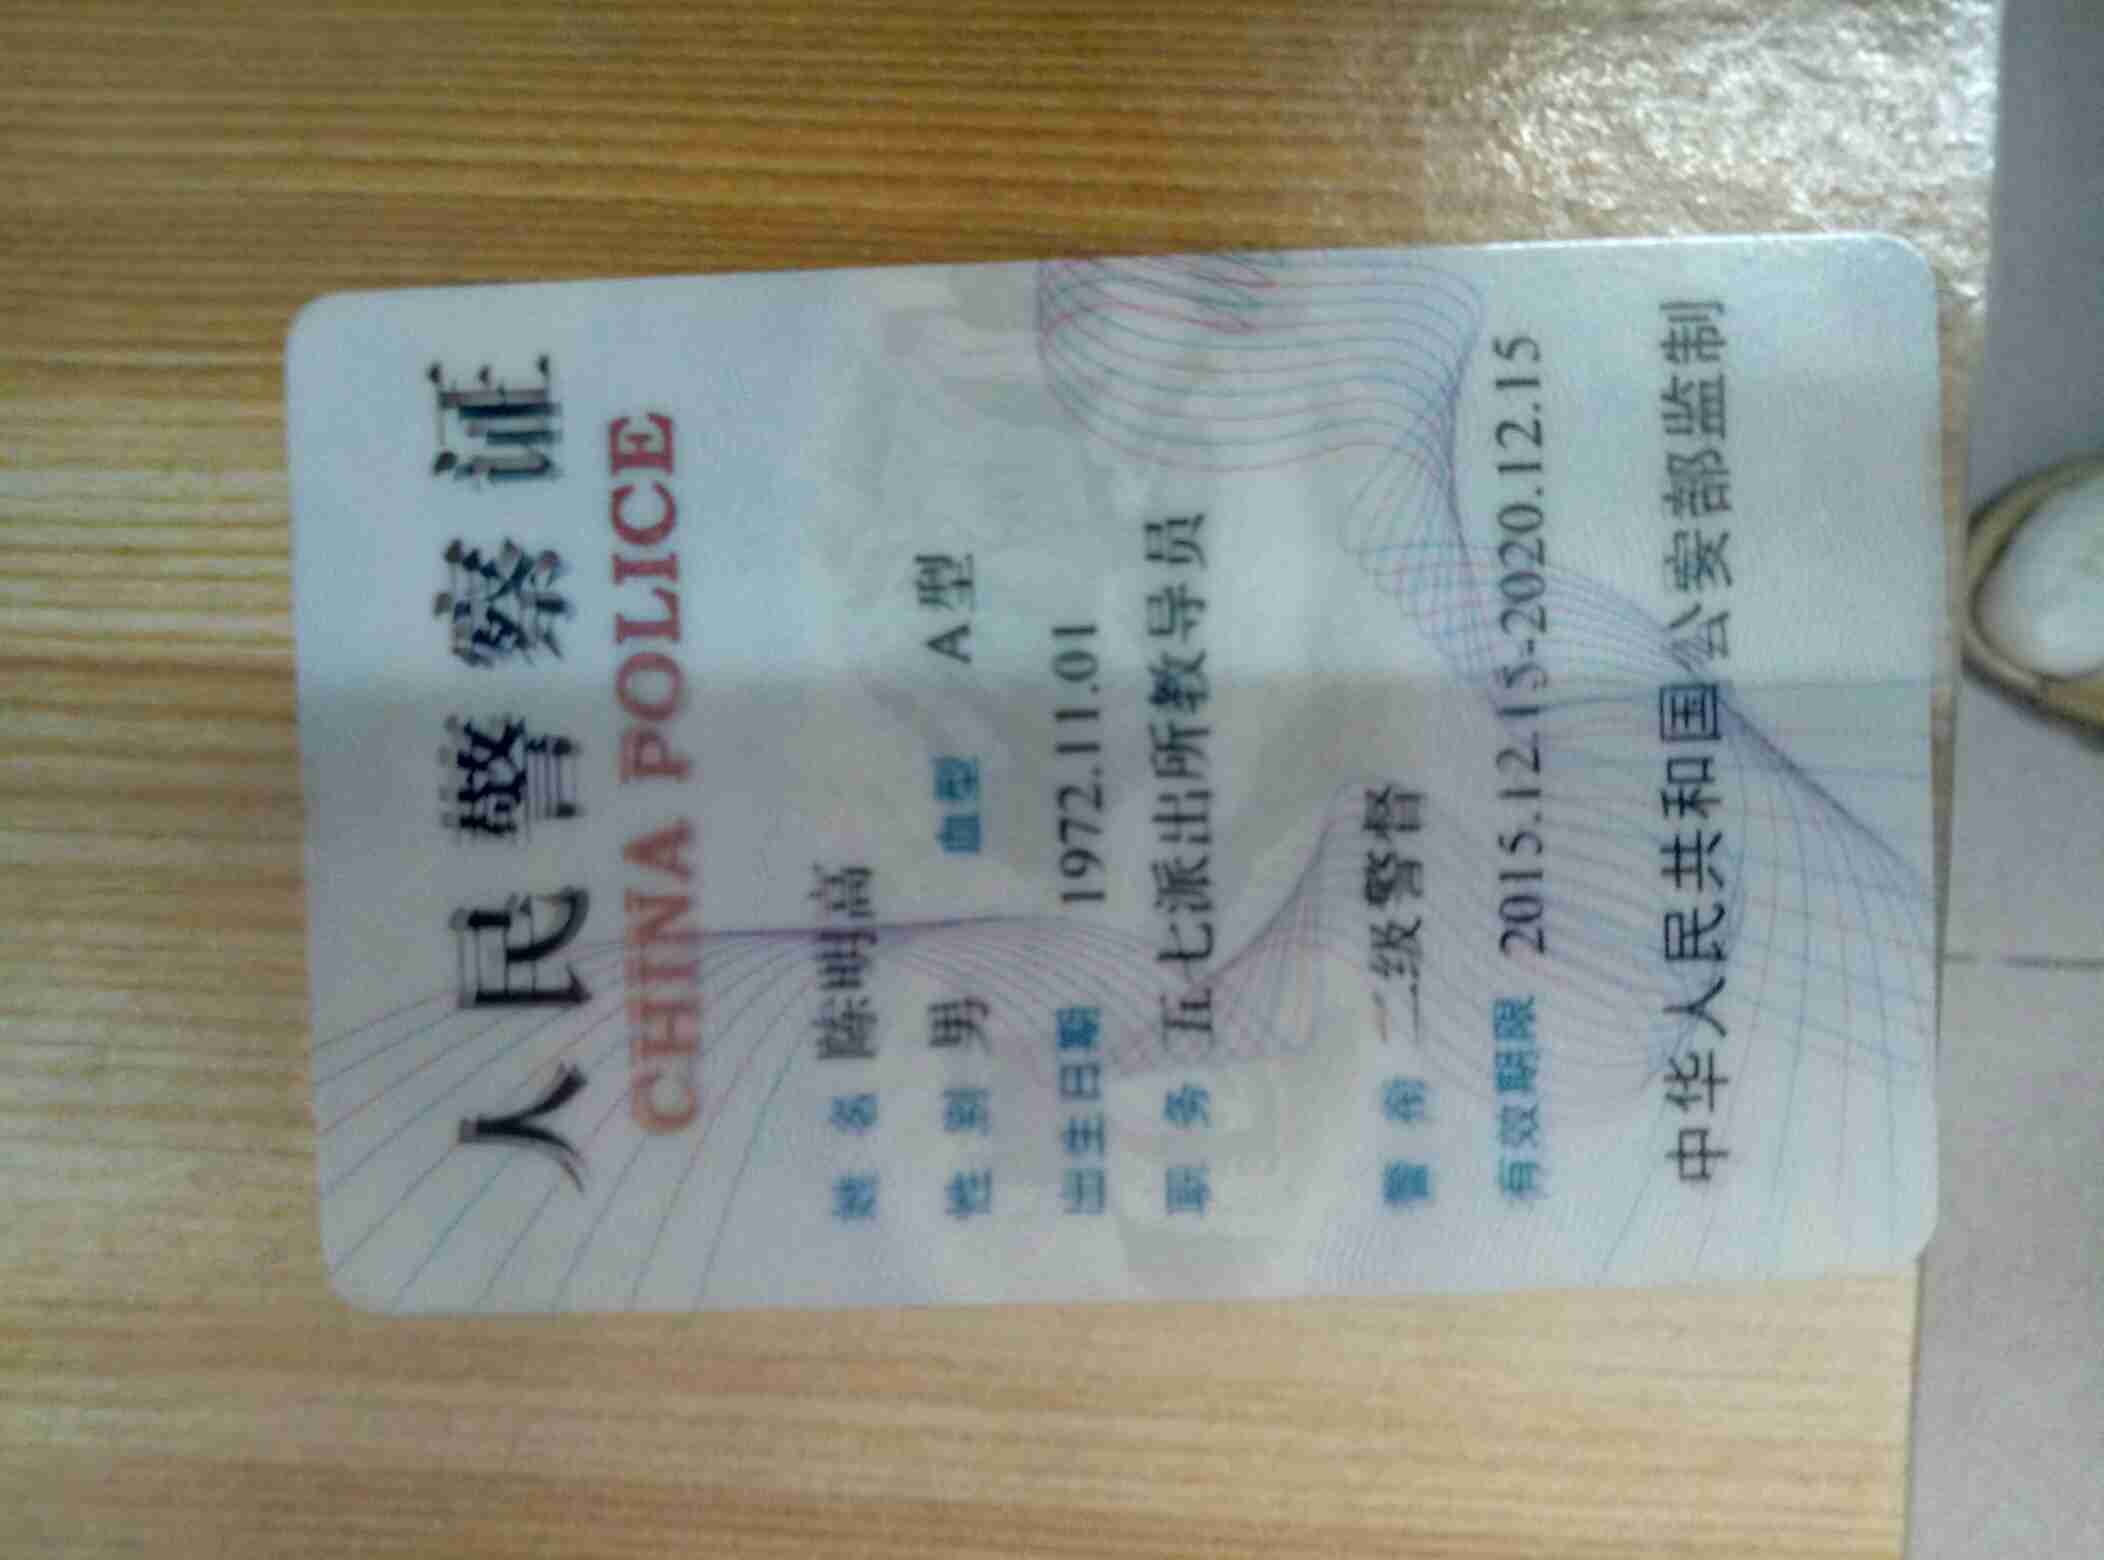 人民警察证
CHINA POLICE
姓 名 陈明高
性 别 男 血型 A型
出生日期 1972.11.01
职 务 五七派出所教导员
警 衔 二级警督
有效期限 2015.12.15-2020.12.15
中华人民共和国公安部监制